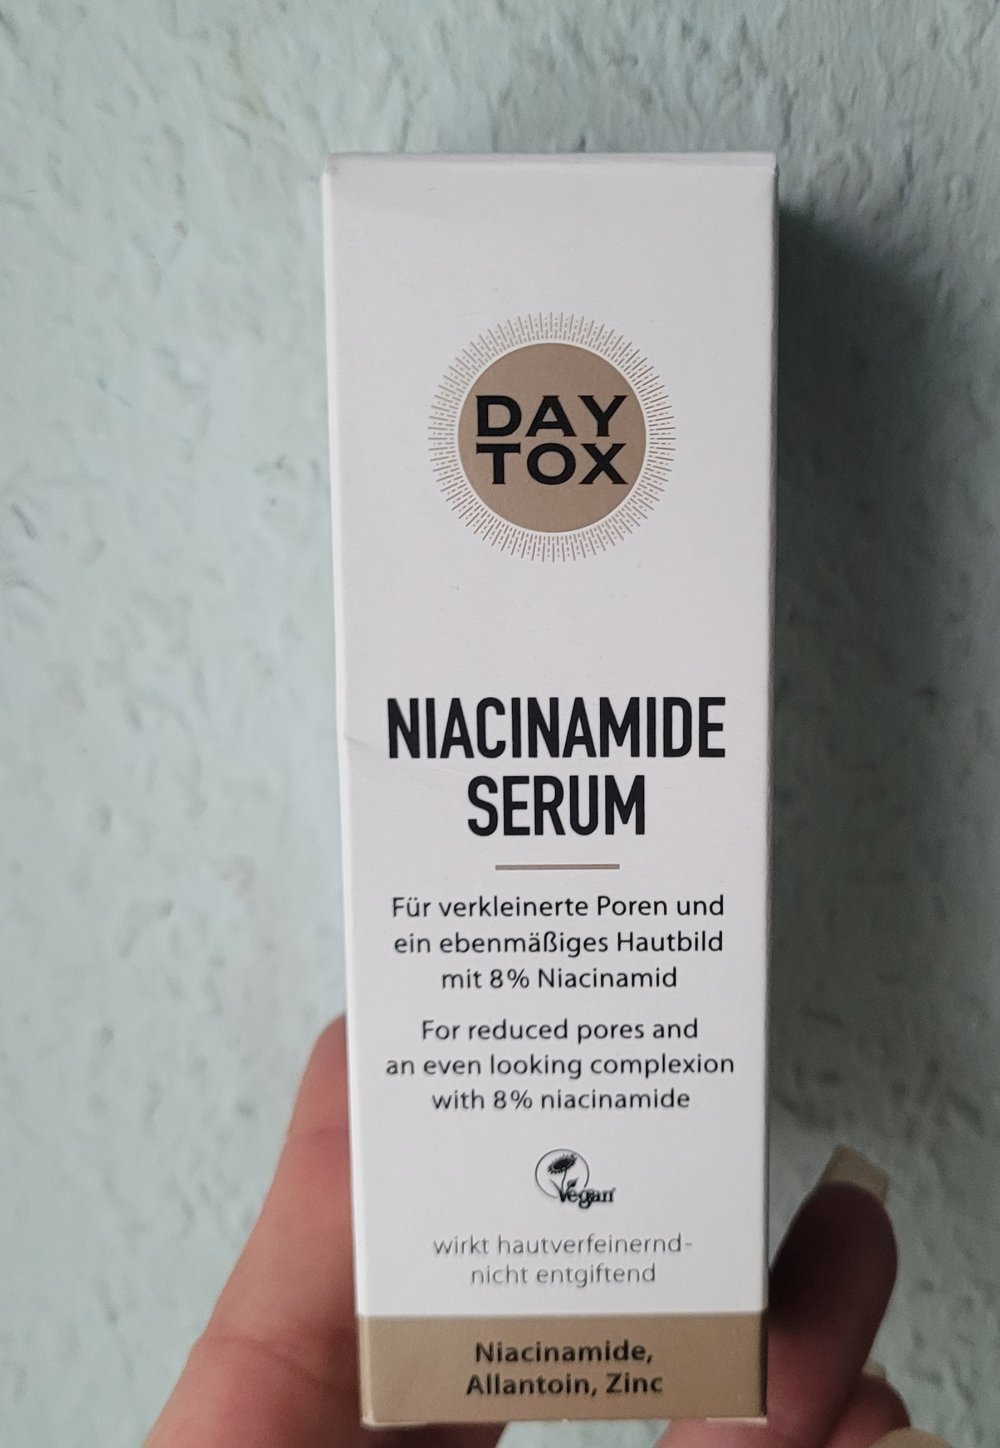 DAY
TOX
NIACINAMIDE
SERUM
Für verkleinerte Poren und
ein ebenmäßiges Hautbild
mit 8% Niacinamid
For reduced pores and
an even looking complexion
with 8% niacinamide
Vegan
wirkt hautverfeinernd-
nicht entgiftend
Niacinamide,
Allantoin, Zinc